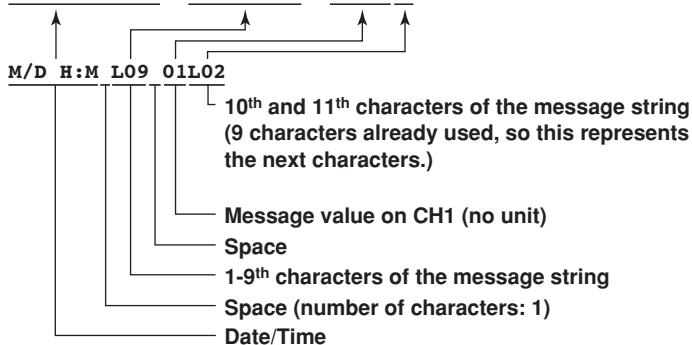 M/D H:M L09 01L02
10th and 11th characters of the message string
(9 characters already used, so this represents
the next characters.)
Message value on CH1 (no unit)
Space
1-9th characters of the message string
Space (number of characters: 1)
Date/Time